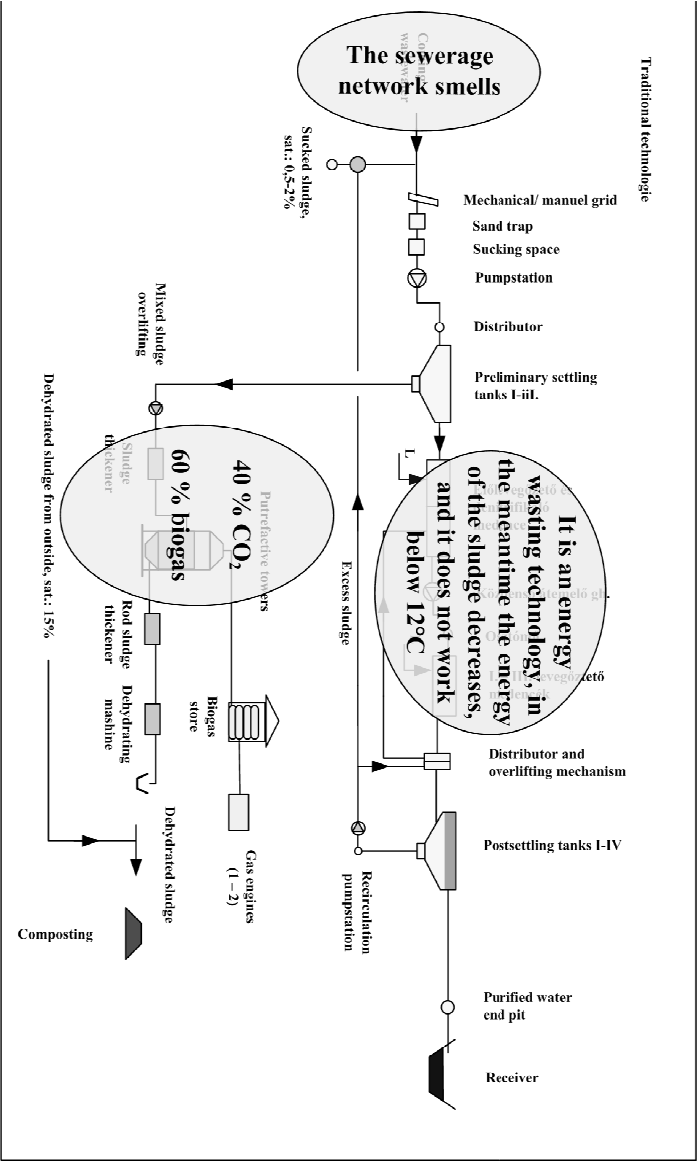 Traditional technologie
The sewerage
network smells
Coming
wastewater
Sucked sludge,
sat.: 0,5-2%
Mechanical/ manuel grid
Sand trap
Sucking space
Pumpstation
Distributor
Preliminary settling
tanks I-iiI.
Mixed sludge
overlifting
Dehydrated sludge from outside, sat.: 15%
Sludge
thickener
60 % biogas
40 % CO₂
Putrefactive towers
L
It is an energy
wasting technology, in
the meantime the energy
of the sludge decreases,
and it does not work
below 12°C
Excess sludge
Rod sludge
thickener
Dehydrating
mashine
Biogas
store
Distributor and
overlifting mechanism
Gas engines
(1 – 2)
Dehydrated sludge
Recirculation
pumpstation
Postsettling tanks I-IV
Composting
Purified water
end pit
Receiver